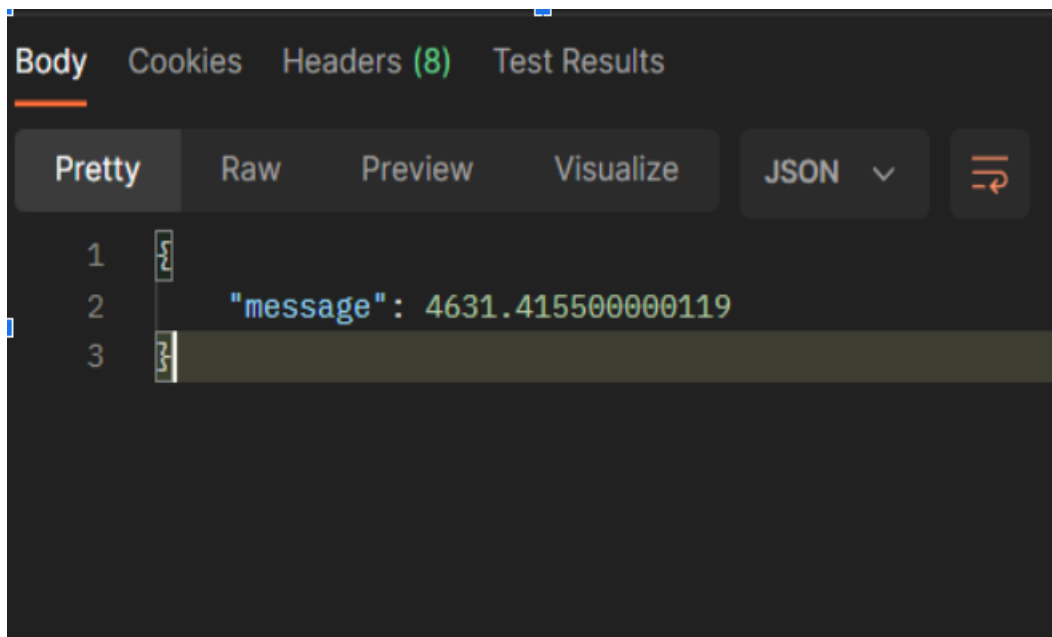 Body Cookies Headers (8) Test Results
Pretty Raw Preview Visualize JSON
1 {
2 "message": 4631.415500000119
3 }